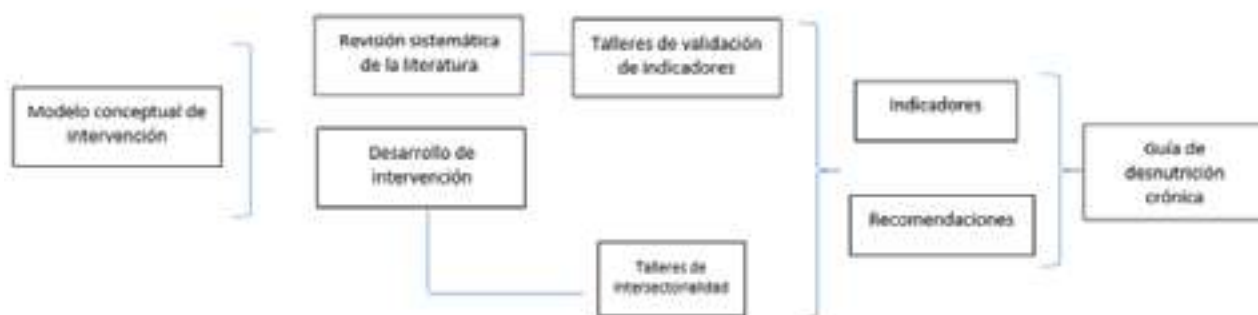 Modelo conceptual de
intervención
Revisión sistemática
de la literatura
Talleres de validación
de indicadores
Desarrollo de
intervención
Talleres de
intersectorialidad
Indicadores
Recomendaciones
Guía de
desnutrición
crónica